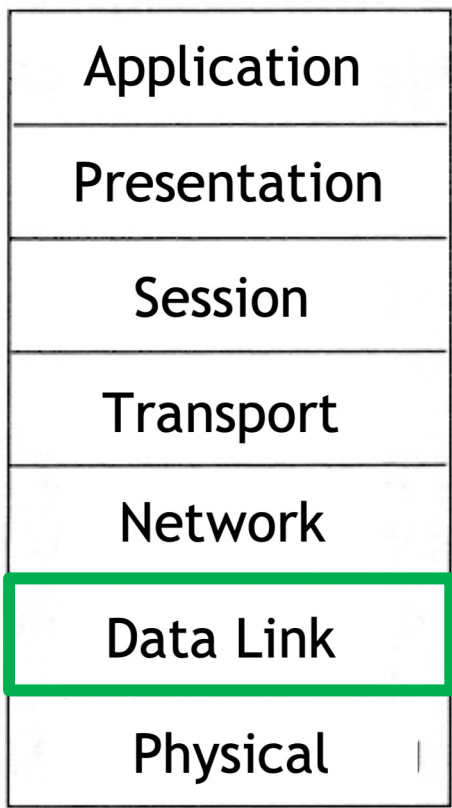 Application
Presentation
Session
Transport
Network
Data Link
Physical